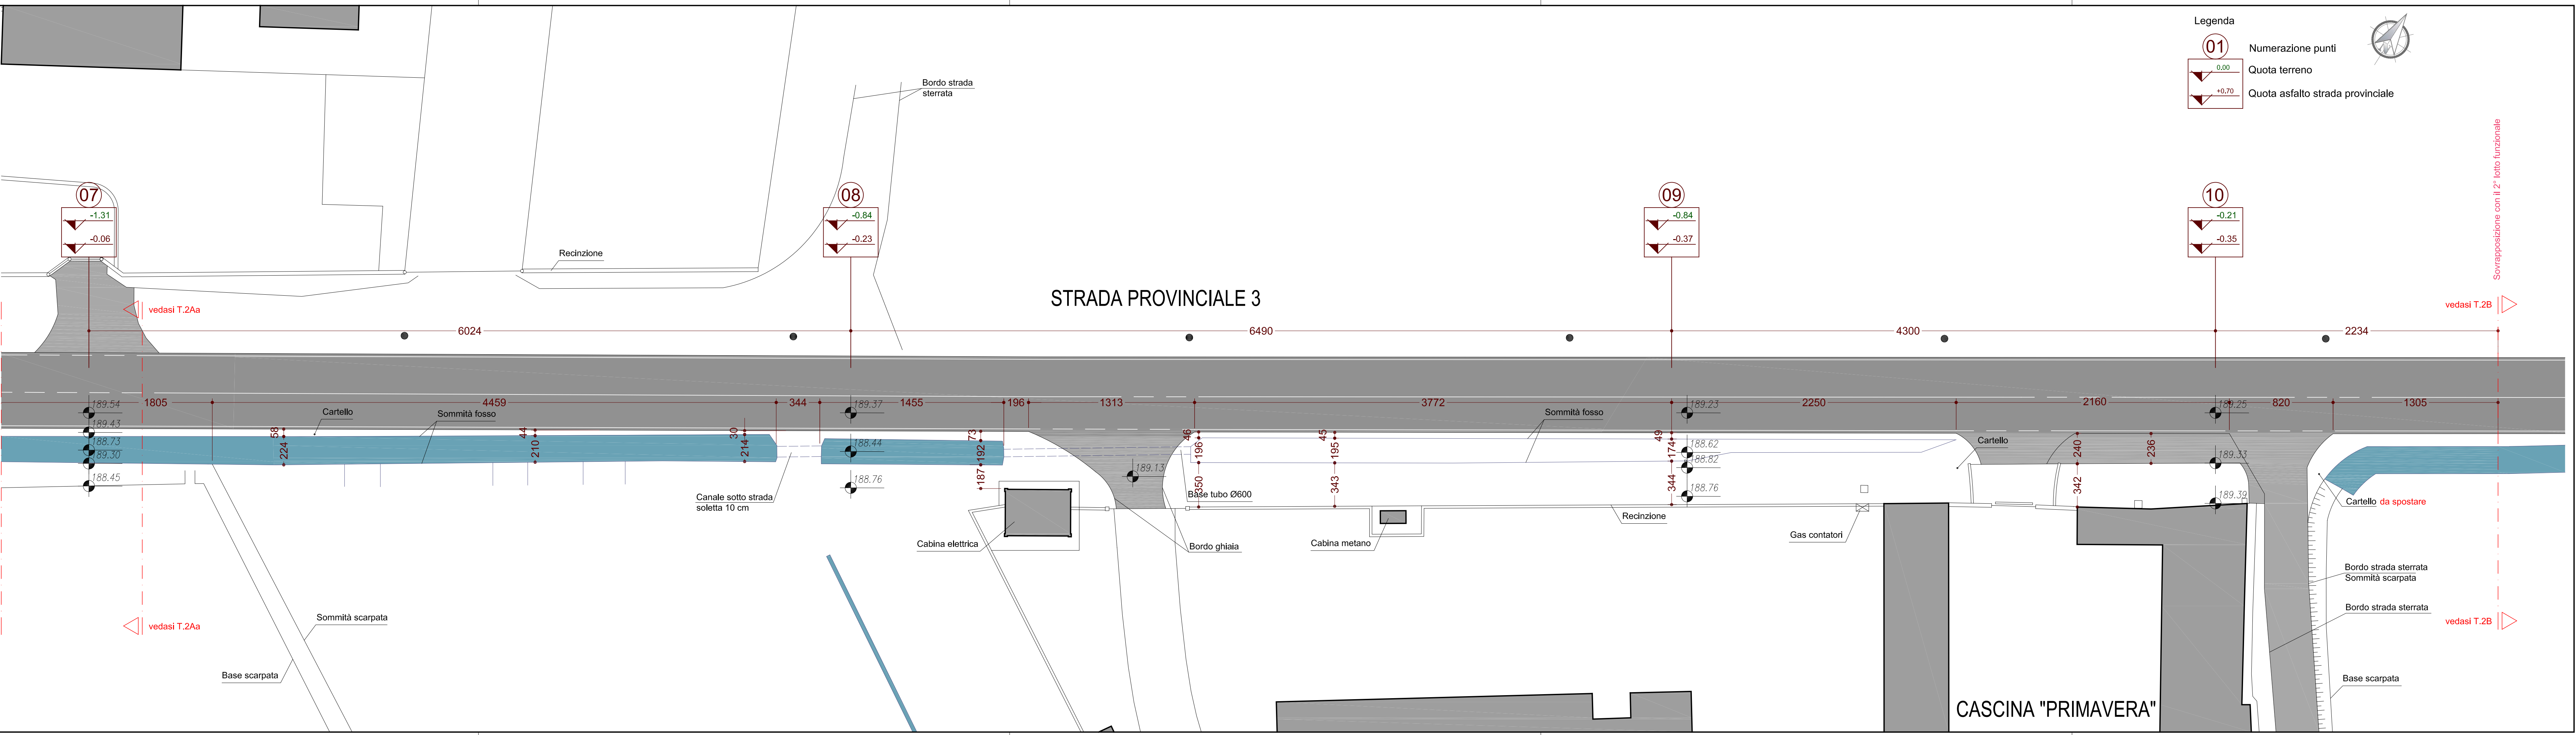 Legenda
01
Numerazione punti
0,00
Quota terreno
+0,70
Quota asfalto strada provinciale
Sovrapposizione con il 2° lotto funzionale
Bordo strada
sterrata
07
-1.31
-0.06
08
-0.84
-0.23
09
-0.84
-0.37
10
-0.21
-0.35
Recinzione
STRADA PROVINCIALE 3
vedasi T.2Aa
vedasi T.2B
6024
6490
4300
2234
1805
4459
344
1455
196
1313
3772
2250
2160
820
1305
189.54
189.43
188.73
189.30
188.45
Cartello
Sommità fosso
58
224
44
210
30
214
189.37
188.44
188.76
73
192
187
189.13
46
196
350
45
195
343
Sommità fosso
49
174
344
189.23
188.62
188.82
188.76
Cartello
240
342
236
189.25
189.33
189.39
Canale sotto strada
soletta 10 cm
Base tubo Ø600
Cabina elettrica
Bordo ghiaia
Cabina metano
Recinzione
Gas contatori
Cartello da spostare
Bordo strada sterrata
Sommità scarpata
Bordo strada sterrata
Sommità scarpata
vedasi T.2Aa
vedasi T.2B
Base scarpata
Base scarpata
CASCINA "PRIMAVERA"